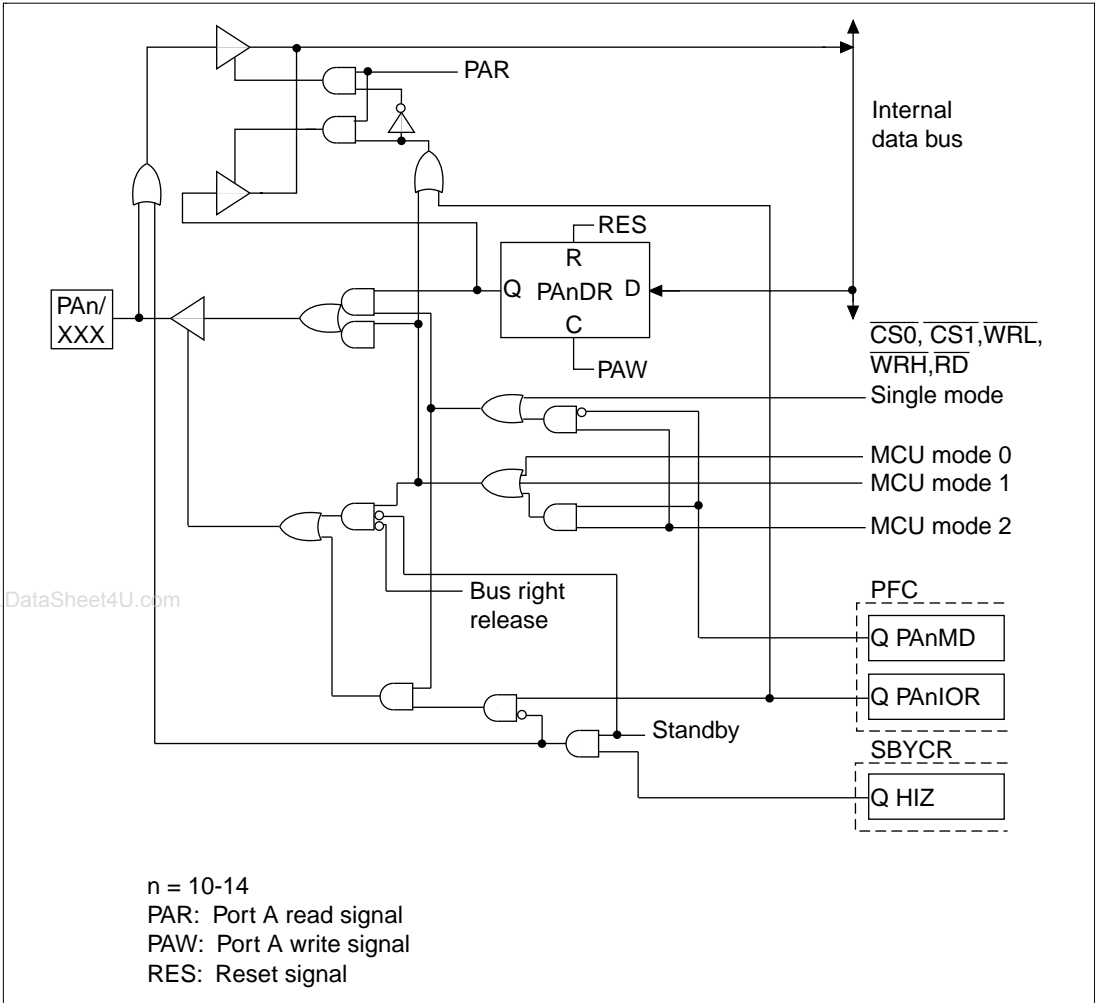 PAR
Internal
data bus
RES
R
Q PAnDR D
C
PAn/
XXX
PAW
CS0, CS1,WRL,
WRH,RD
Single mode
MCU mode 0
MCU mode 1
MCU mode 2
Bus right
release
DataSheet4U.com
PFC
Q PAnMD
Q PAnIOR
Standby
SBYCR
Q HIZ
n = 10-14
PAR: Port A read signal
PAW: Port A write signal
RES: Reset signal